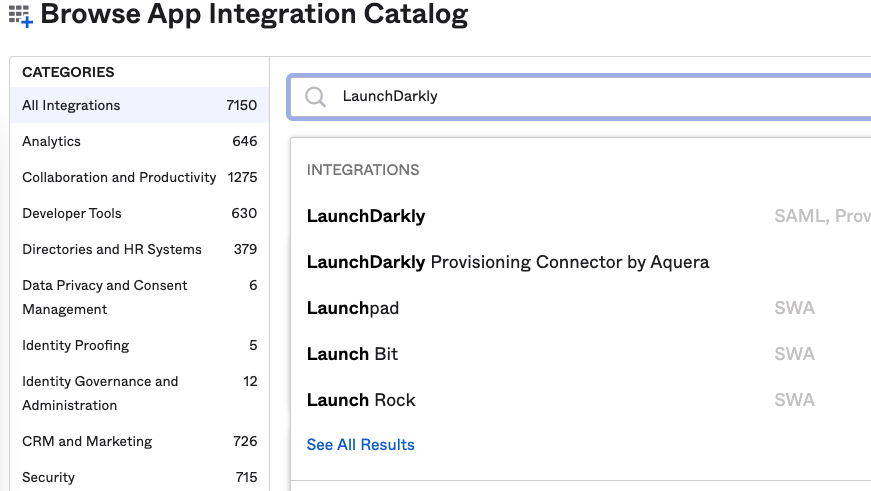 Browse App Integration Catalog
CATEGORIES
All Integrations 7150
Analytics 646
Collaboration and Productivity 1275
Developer Tools 630
Directories and HR Systems 379
Data Privacy and Consent 6
Management
Identity Proofing 5
Identity Governance and 12
Administration
CRM and Marketing 726
Security 715
LaunchDarkly
INTEGRATIONS
LaunchDarkly SAML, Prov
LaunchDarkly Provisioning Connector by Aquera
Launchpad SWA
Launch Bit SWA
Launch Rock SWA
See All Results